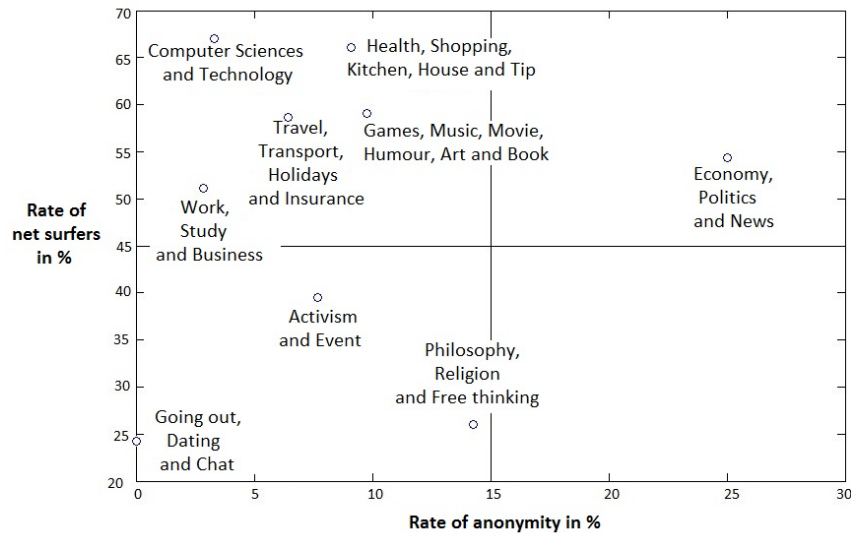 70
65
60
55
50
45
40
35
30
25
20
Rate of
net surfers
in %
Computer Sciences
and Technology
Health, Shopping,
Kitchen, House and Tip
Travel,
Transport,
Holidays
and Insurance
Games, Music, Movie,
Humour, Art and Book
Economy,
Politics
and News
Work,
Study
and Business
Activism
and Event
Philosophy,
Religion
and Free thinking
Going out,
Dating
and Chat
0 5 10 15 20 25 30
Rate of anonymity in %